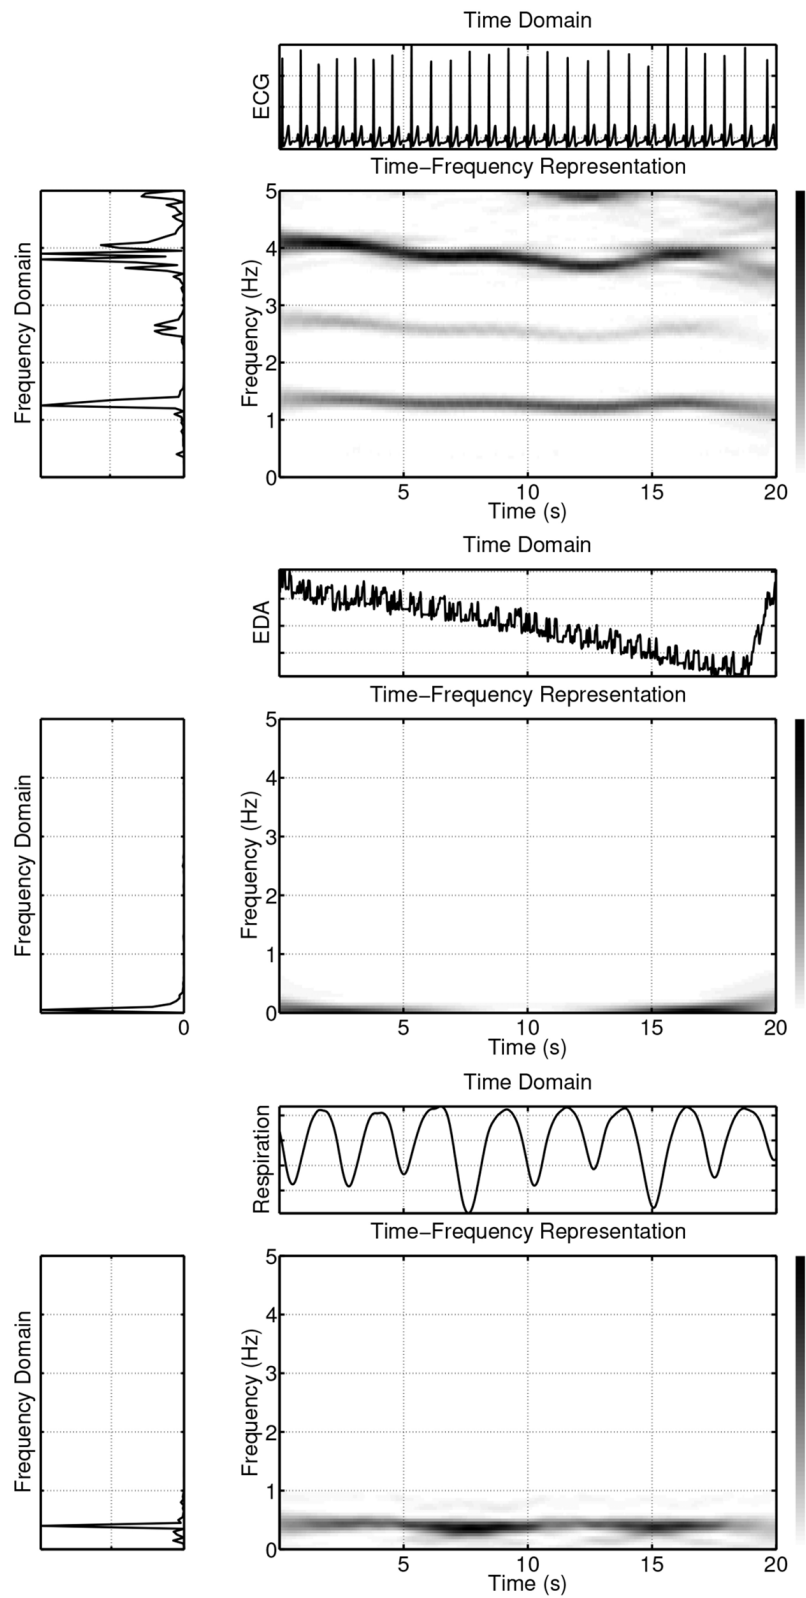 Time Domain
ECG
Time−Frequency Representation
Frequency Domain
Frequency (Hz)
5
4
3
2
1
0
5 10 15 20
Time (s)
Time Domain
EDA
Time−Frequency Representation
Frequency Domain
0
Frequency (Hz)
5
4
3
2
1
0
5 10 15 20
Time (s)
Time Domain
Respiration
Time−Frequency Representation
Frequency Domain
Frequency (Hz)
5
4
3
2
1
0
5 10 15 20
Time (s)